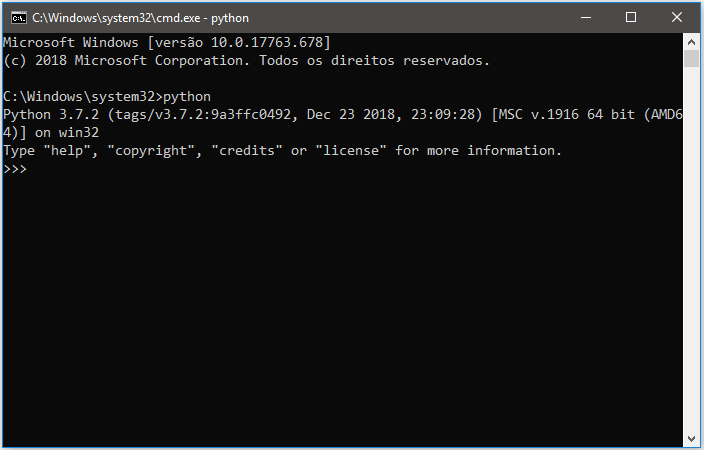 C:\Windows\system32\cmd.exe - python
Microsoft Windows [versão 10.0.17763.678]
(c) 2018 Microsoft Corporation. Todos os direitos reservados.
C:\Windows\system32>python
Python 3.7.2 (tags/v3.7.2:9a3ffc0492, Dec 23 2018, 23:09:28) [MSC v.1916 64 bit (AMD6
4)] on win32
Type "help", "copyright", "credits" or "license" for more information.
>>>